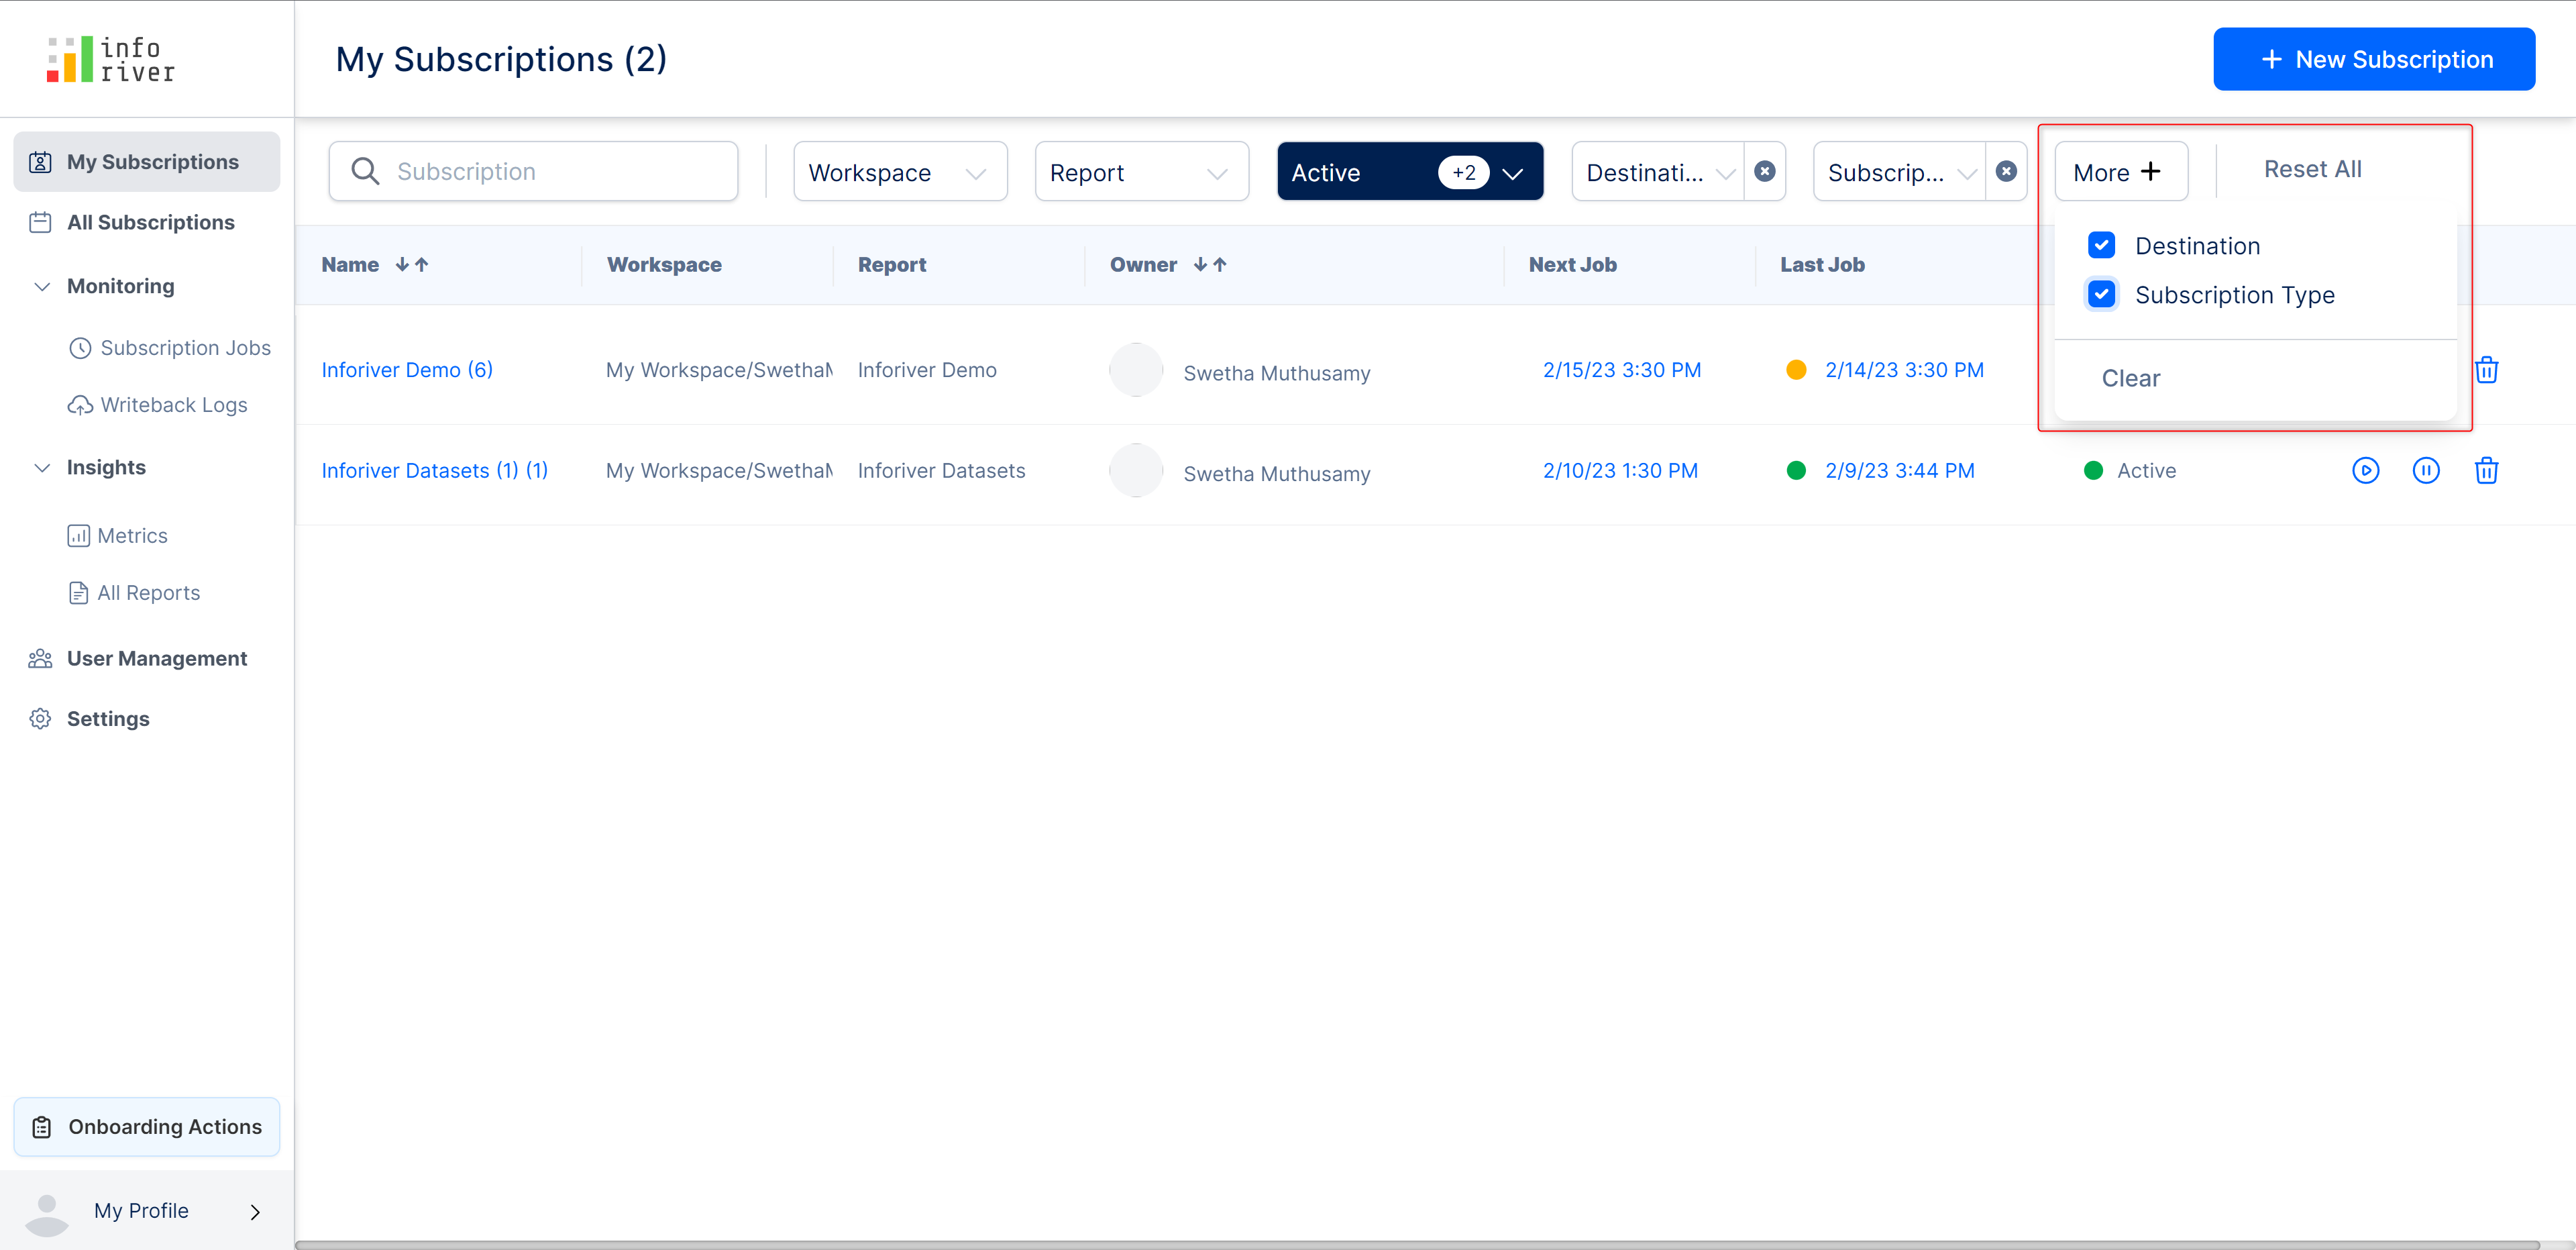 info
river
My Subscriptions (2)
+ New Subscription
My Subscriptions
All Subscriptions
Monitoring
Subscription Jobs
Writeback Logs
Insights
Metrics
All Reports
User Management
Settings
Onboarding Actions
My Profile
Subscription
Workspace
Report
Active +2
Destinati...
Subscrip...
More +
Reset All
Destination
Subscription Type
Clear
Name Workspace Report Owner Next Job Last Job
Inforiver Demo (6) My Workspace/Swetha Inforiver Demo Swetha Muthusamy 2/15/23 3:30 PM 2/14/23 3:30 PM
Inforiver Datasets (1) (1) My Workspace/Swetha Inforiver Datasets Swetha Muthusamy 2/10/23 1:30 PM 2/9/23 3:44 PM Active